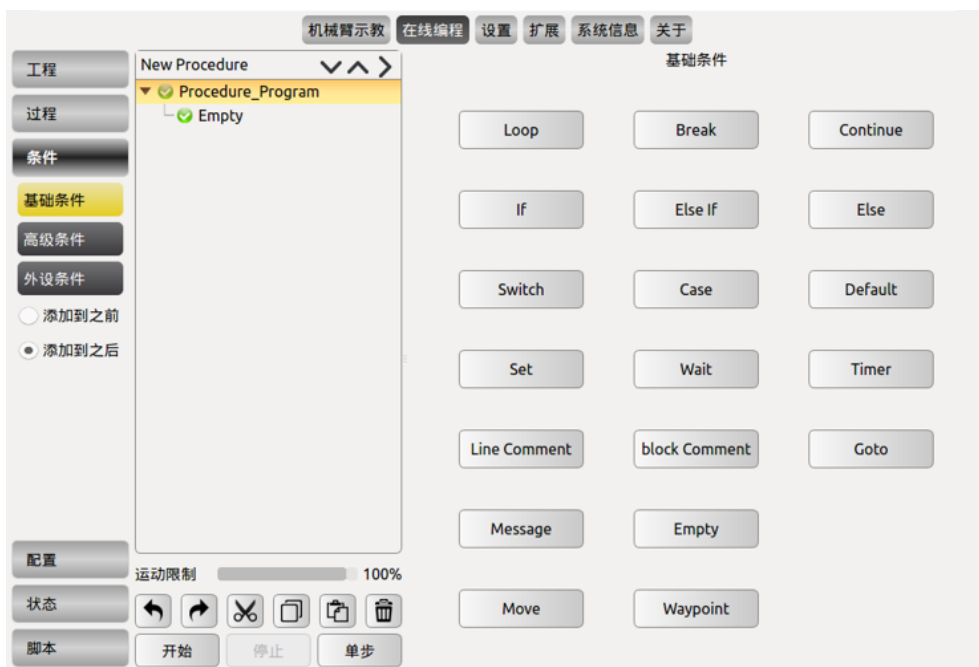 机械臂示教 在线编程 设置 扩展 系统信息 关于
工程
过程
条件
基础条件
高级条件
外设条件
添加到之前
添加到之后
配置
状态
脚本
New Procedure
Procedure_Program
Empty
运动限制 100%
开始 停止 单步
基础条件
Loop Break Continue
If Else If Else
Switch Case Default
Set Wait Timer
Line Comment block Comment Goto
Message Empty
Move Waypoint